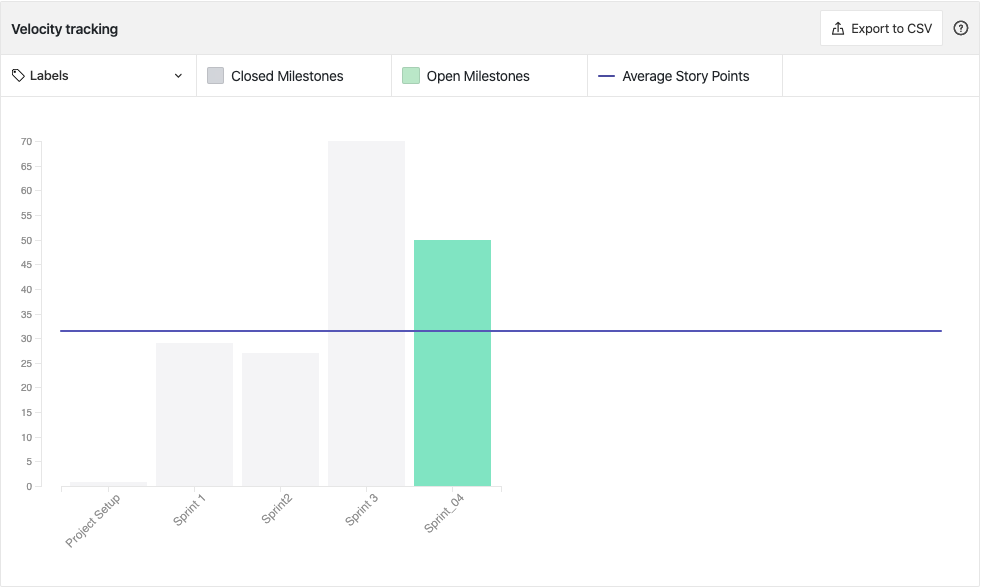 Velocity tracking
Export to CSV
Labels
Closed Milestones
Open Milestones
Average Story Points
70
65
60
55
50
45
40
35
30
25
20
15
10
5
0
Project Setup
Sprint 1
Sprint2
Sprint 3
Sprint_04